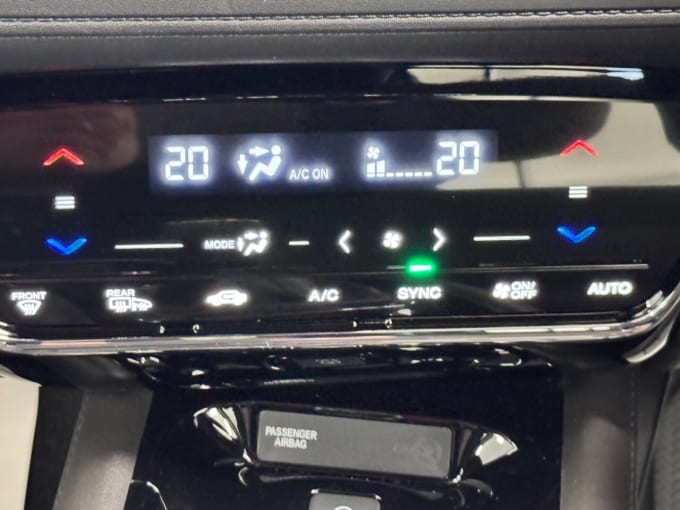 20 A/C ON 20
MODE
FRONT REAR A/C SYNC ON/OFF AUTO
PASSENGER
AIRBAG